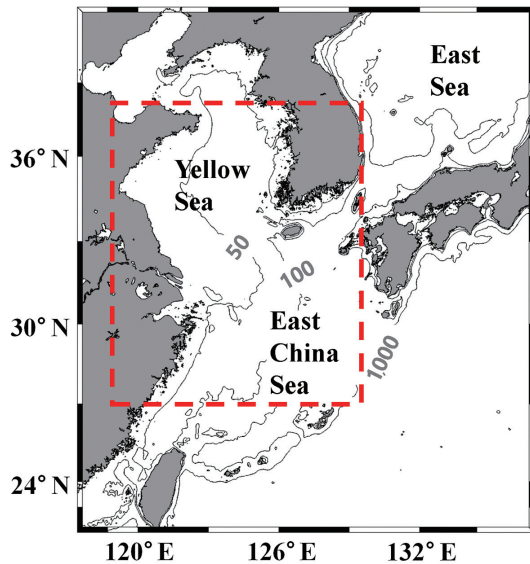 East
Sea
36° N
Yellow
Sea
50
100
30° N
East
China
Sea
1000
24° N
120° E
126° E
132° E